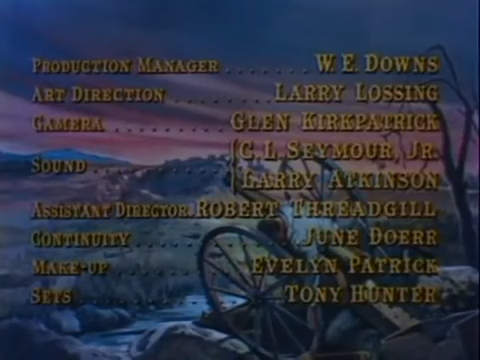 PRODUCTION MANAGER ....... W. E. DOWNS
ART DIRECTION ............ LARRY LOSSING
CAMERA ............ GLEN KIRKPATRICK
SOUND ............ {C. L. SEYMOUR, JR.
LARRY ATKINSON
ASSISTANT DIRECTOR. ROBERT THREADGILL
CONTINUITY ............ JUNE DOERR
MAKE-UP ............ EVELYN PATRICK
SETS ............ TONY HUNTER